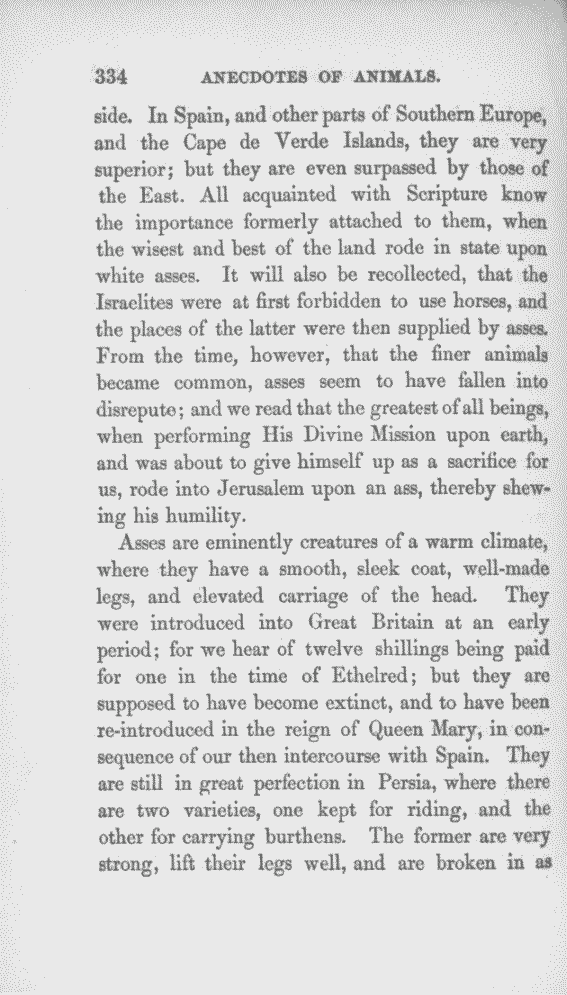 334 ANECDOTES OF ANIMALS.
side. In Spain, and other parts of Southern Europe,
and the Cape de Verde Islands, they are very
superior; but they are even surpassed by those of
the East. All acquainted with Scripture know
the importance formerly attached to them, when
the wisest and best of the land rode in state upon
white asses. It will also be recollected, that the
Israelites were at first forbidden to use horses, and
the places of the latter were then supplied by asses.
From the time, however, that the finer animals
became common, asses seem to have fallen into
disrepute; and we read that the greatest of all beings,
when performing His Divine Mission upon earth,
and was about to give himself up as a sacrifice for
us, rode into Jerusalem upon an ass, thereby shew-
ing his humility.
Asses are eminently creatures of a warm climate,
where they have a smooth, sleek coat, well-made
legs, and elevated carriage of the head. They
were introduced into Great Britain at an early
period; for we hear of twelve shillings being paid
for one in the time of Ethelred; but they are
supposed to have become extinct, and to have been
re-introduced in the reign of Queen Mary, in con-
sequence of our then intercourse with Spain. They
are still in great perfection in Persia, where there
are two varieties, one kept for riding, and the
other for carrying burthens. The former are very
strong, lift their legs well, and are broken in as